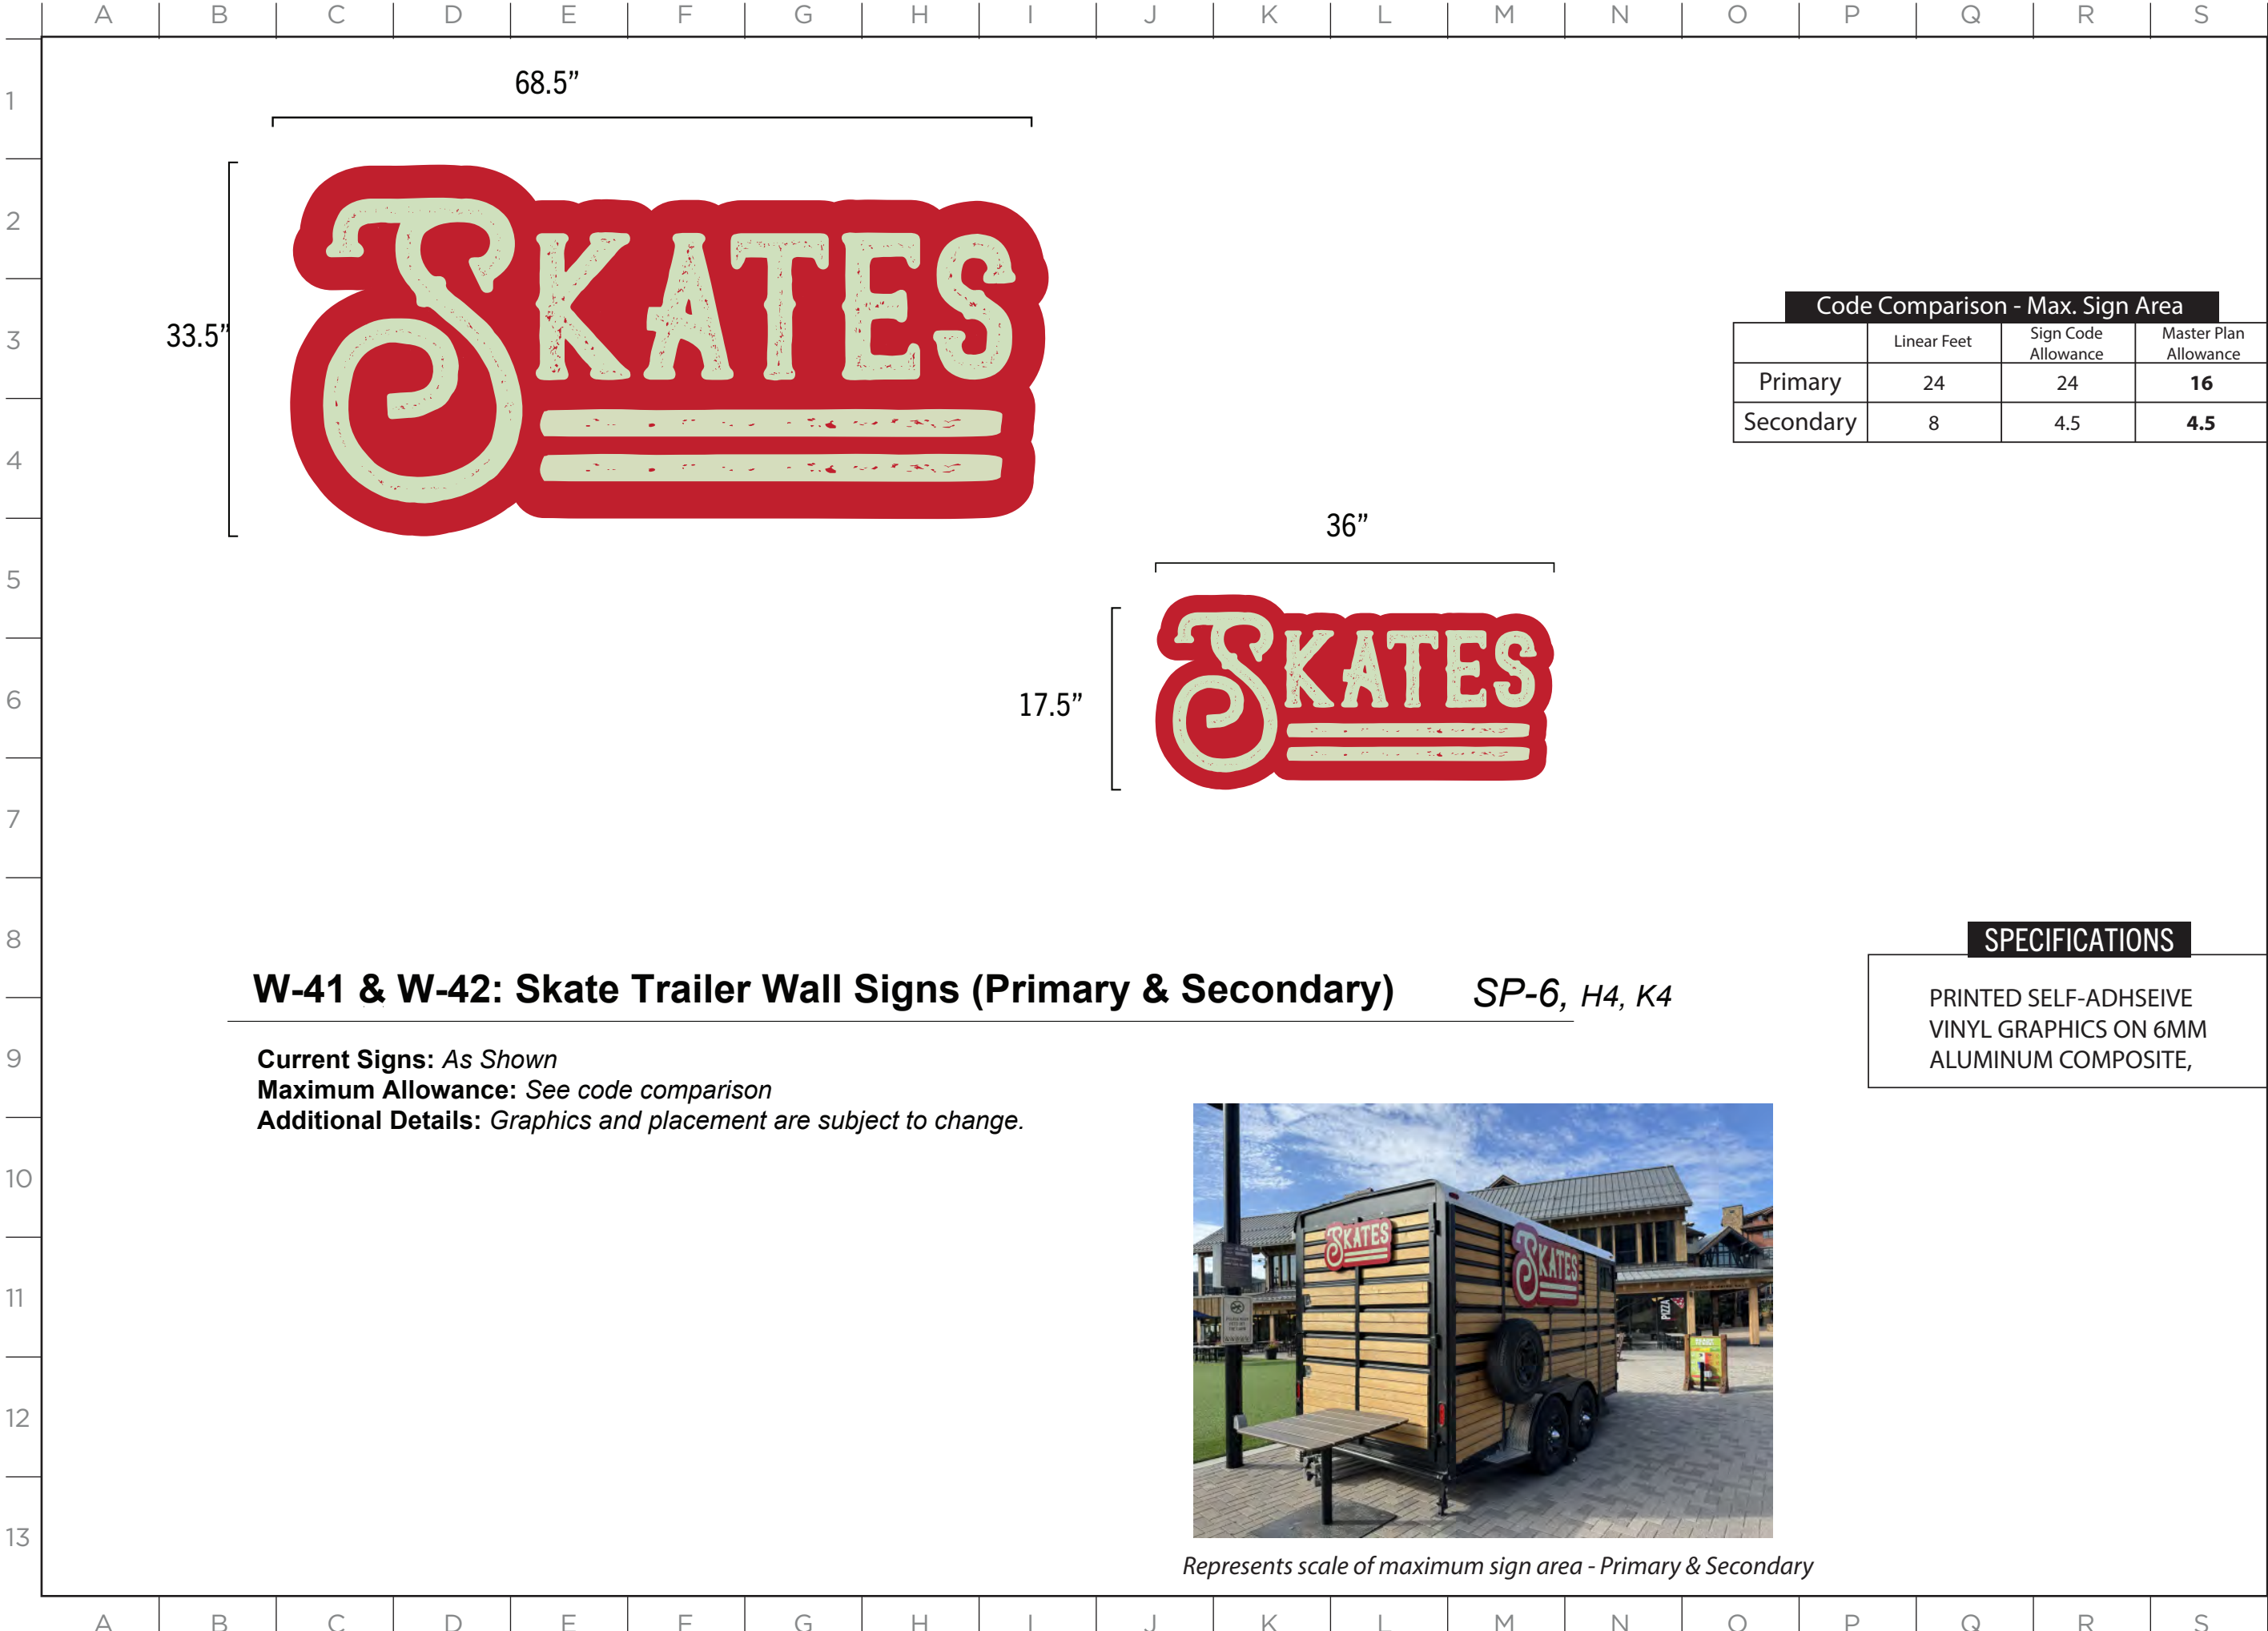 A B C D E F G H I J K L M N O P Q R S
1
2
3
4
5
6
7
8
9
10
11
12
13
68.5”
33.5”
SKATES
Code Comparison - Max. Sign Area
Linear Feet Sign Code Allowance Master Plan Allowance
Primary 24 24 16
Secondary 8 4.5 4.5
36”
17.5”
SKATES
SPECIFICATIONS
PRINTED SELF-ADHSEIVE
VINYL GRAPHICS ON 6MM
ALUMINUM COMPOSITE,
W-41 & W-42: Skate Trailer Wall Signs (Primary & Secondary) SP-6, H4, K4
Current Signs: As Shown
Maximum Allowance: See code comparison
Additional Details: Graphics and placement are subject to change.
SKATES
SKATES
PIZZA
Represents scale of maximum sign area - Primary & Secondary
A B C D E F G H I J K L M N O P Q R S